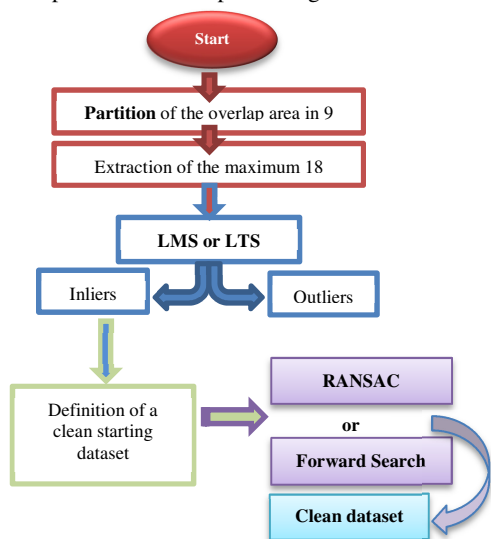 Start
Partition of the overlap area in 9
Extraction of the maximum 18
LMS or LTS
Inliers
Outliers
Definition of a
clean starting
dataset
RANSAC
or
Forward Search
Clean dataset